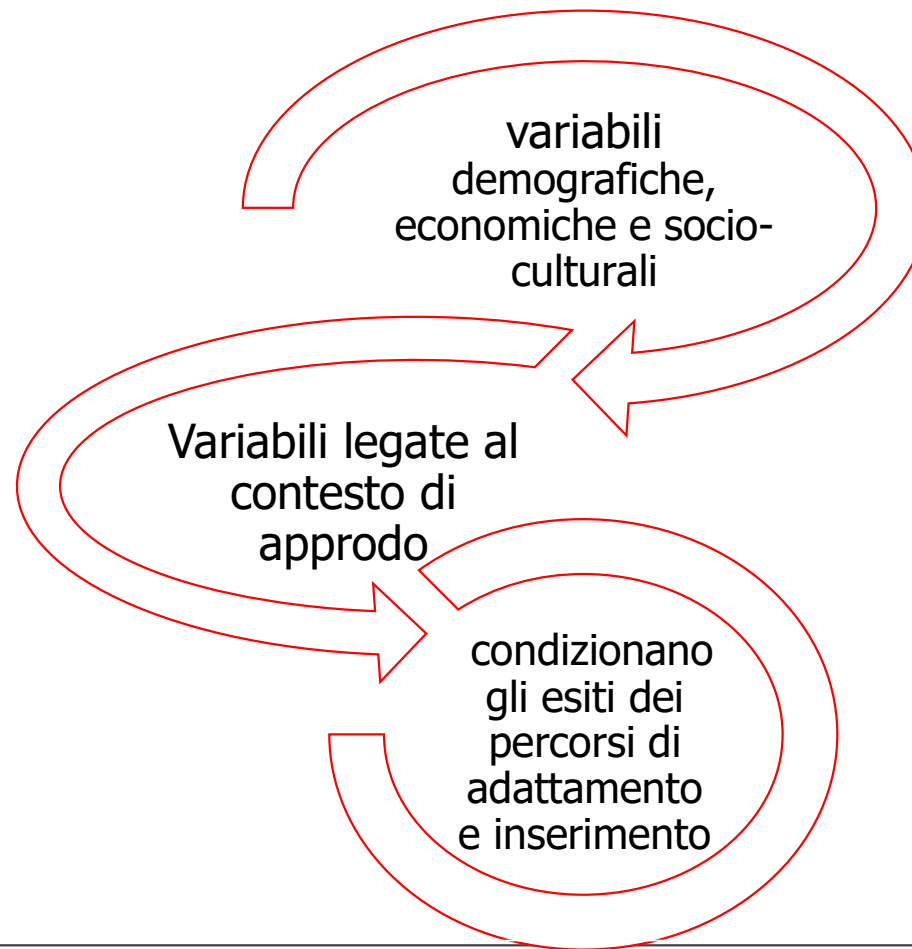 variabili
demografiche,
economiche e socio-
culturali
Variabili legate al
contesto di
approdo
condizionano
gli esiti dei
percorsi di
adattamento
e inserimento